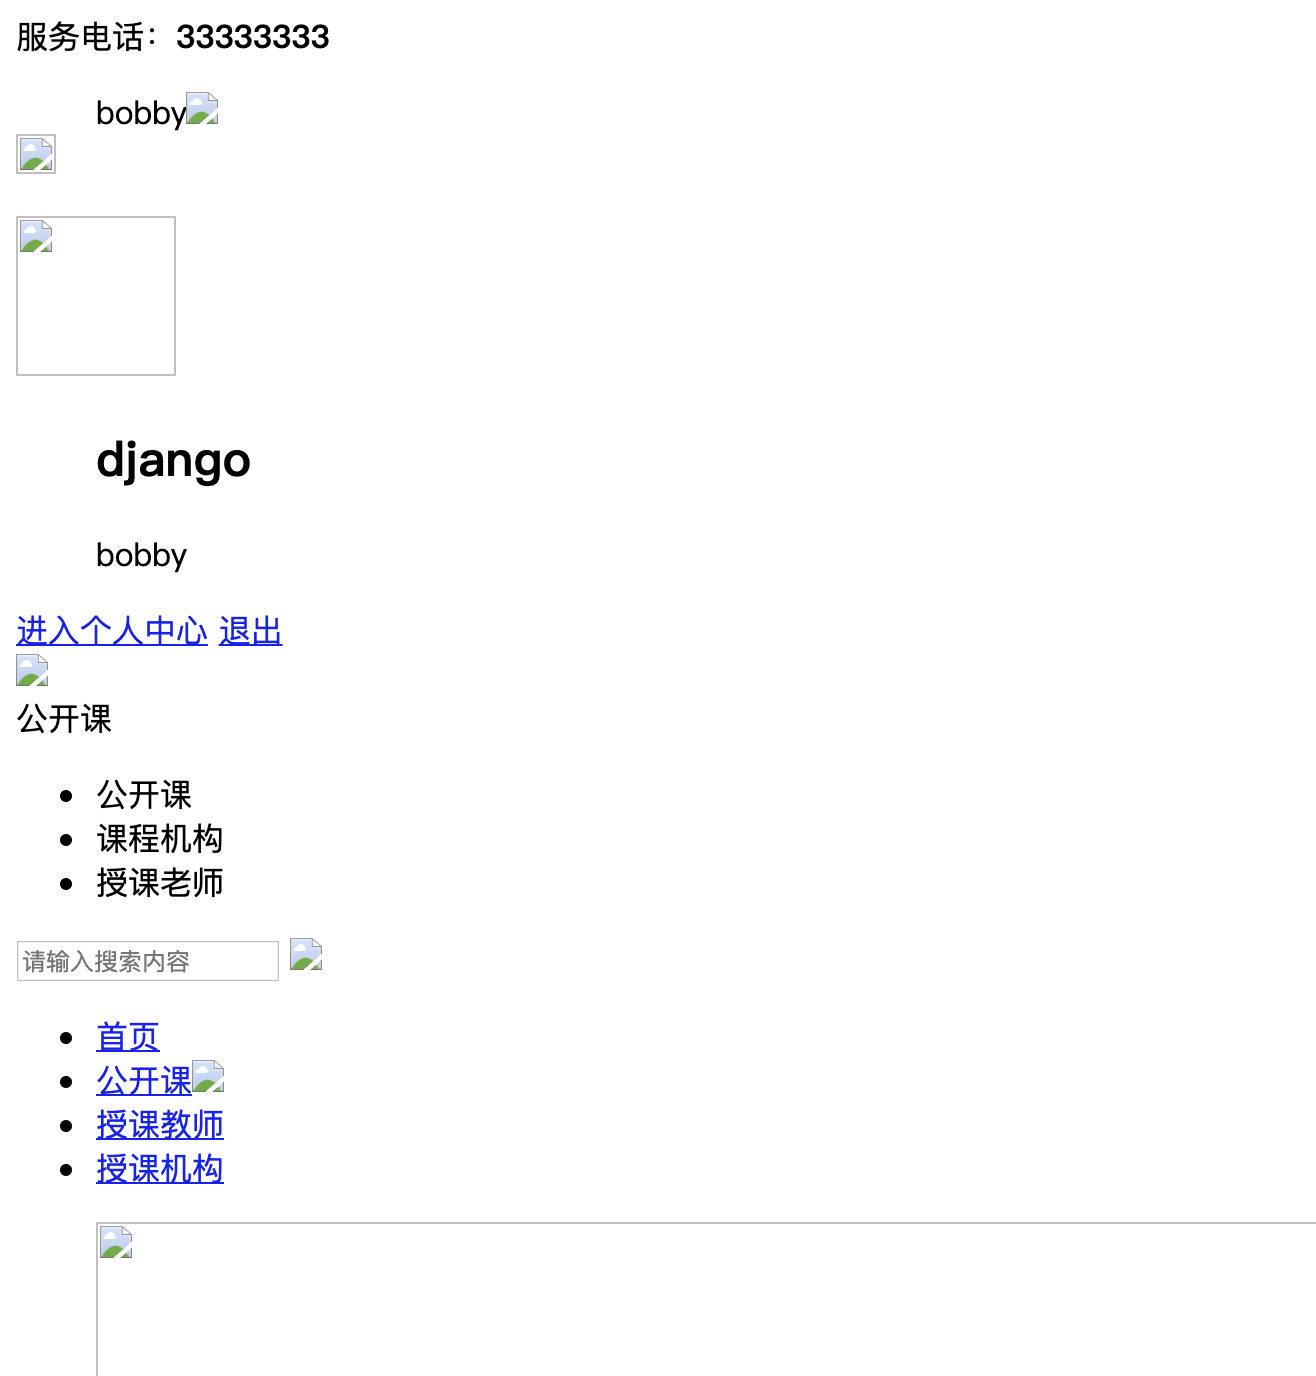 服务电话：33333333
bobby
django
bobby
进入个人中心 退出
公开课
公开课
课程机构
授课老师
请输入搜索内容
首页
公开课
授课教师
授课机构